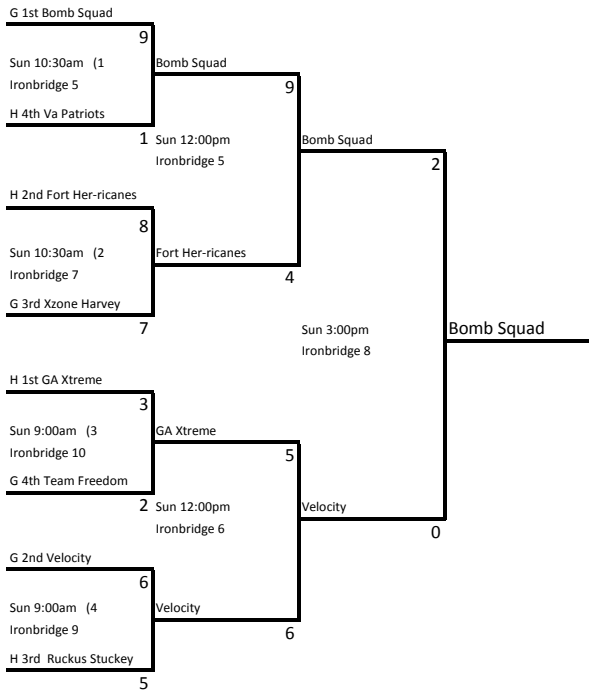 G 1st Bomb Squad
9
Sun 10:30am (1
Bomb Squad
Ironbridge 5
9
H 4th Va Patriots
1
Sun 12:00pm
Bomb Squad
Ironbridge 5
2
H 2nd Fort Her-ricanes
8
Sun 10:30am (2
Fort Her-ricanes
Ironbridge 7
4
G 3rd Xzone Harvey
7
Sun 3:00pm
Bomb Squad
Ironbridge 8
H 1st GA Xtreme
3
Sun 9:00am (3
GA Xtreme
Ironbridge 10
5
G 4th Team Freedom
2
Sun 12:00pm
Velocity
Ironbridge 6
0
G 2nd Velocity
6
Sun 9:00am (4
Velocity
Ironbridge 9
6
H 3rd Ruckus Stuckey
5